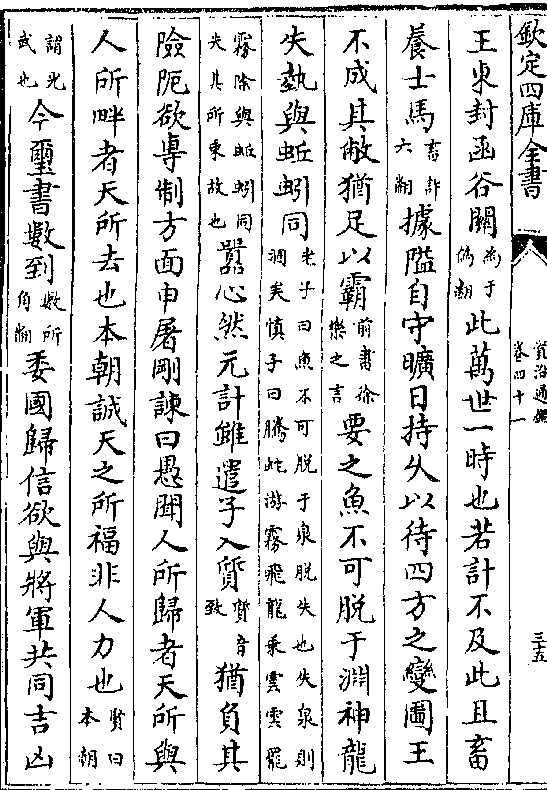 欽定四庫全書
資治通鑑
卷四十一
三十五
王東封函谷關為于偽翻此萬世一時也若計不及此且畜
養士馬畜許六翻據隘自守曠日持久以待四方之變圖王
不成其敝猶足以霸前書徐樂之言要之魚不可脫于淵神龍
失埶與蚯蚓同老子曰魚不可脫于泉脫失也失泉則涸矣慎子曰騰蛇游霧飛龍乘雲雲罷
霧除與蚯蚓同失其所乘故也囂心然元計雖遣子入質質音致猶負其
險阨欲專制方面申屠剛諫曰愚聞人所歸者天所與
人所畔者天所去也本朝誠天之所福非人力也賢曰本朝
謂光武也今璽書數到數所角翻委國歸信欲與將軍共同吉凶